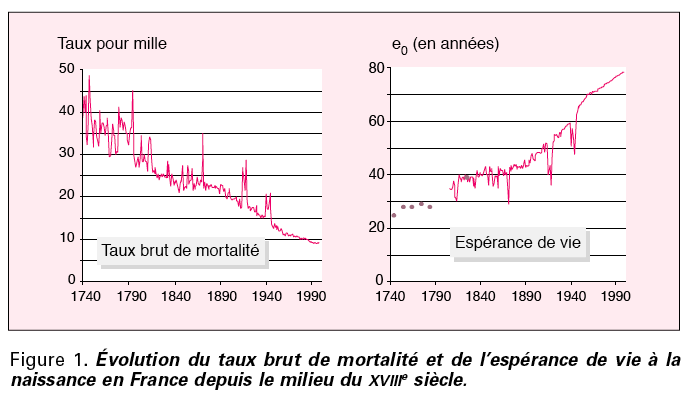 Taux pour mille
50
40
30
20
10
0
1740 1790 1840 1890 1940 1990
Taux brut de mortalité
e0 (en années)
80
60
40
20
0
1740 1790 1840 1890 1940 1990
Espérance de vie
Figure 1. Évolution du taux brut de mortalité et de l'espérance de vie à la
naissance en France depuis le milieu du XVIIIe siècle.